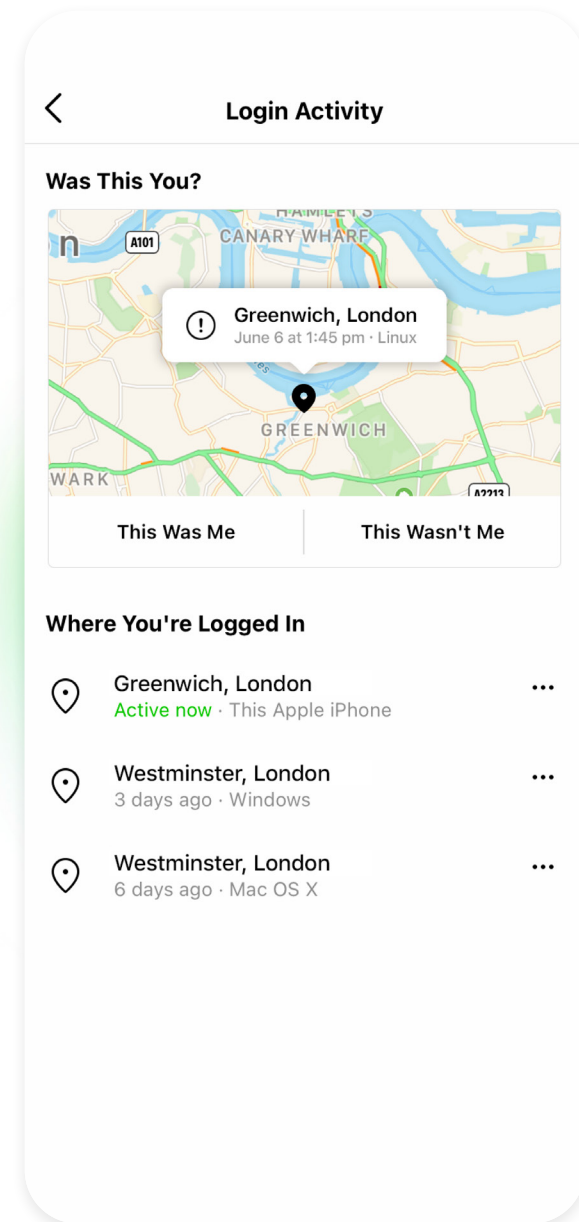 Login Activity
Was This You?
HAMLETS
n
A101
CANARY WHARF
Greenwich, London
June 6 at 1:45 pm · Linux
GREENWICH
WARK
A2213
This Was Me
This Wasn't Me
Where You're Logged In
Greenwich, London
Active now · This Apple iPhone
Westminster, London
3 days ago · Windows
Westminster, London
6 days ago · Mac OS X